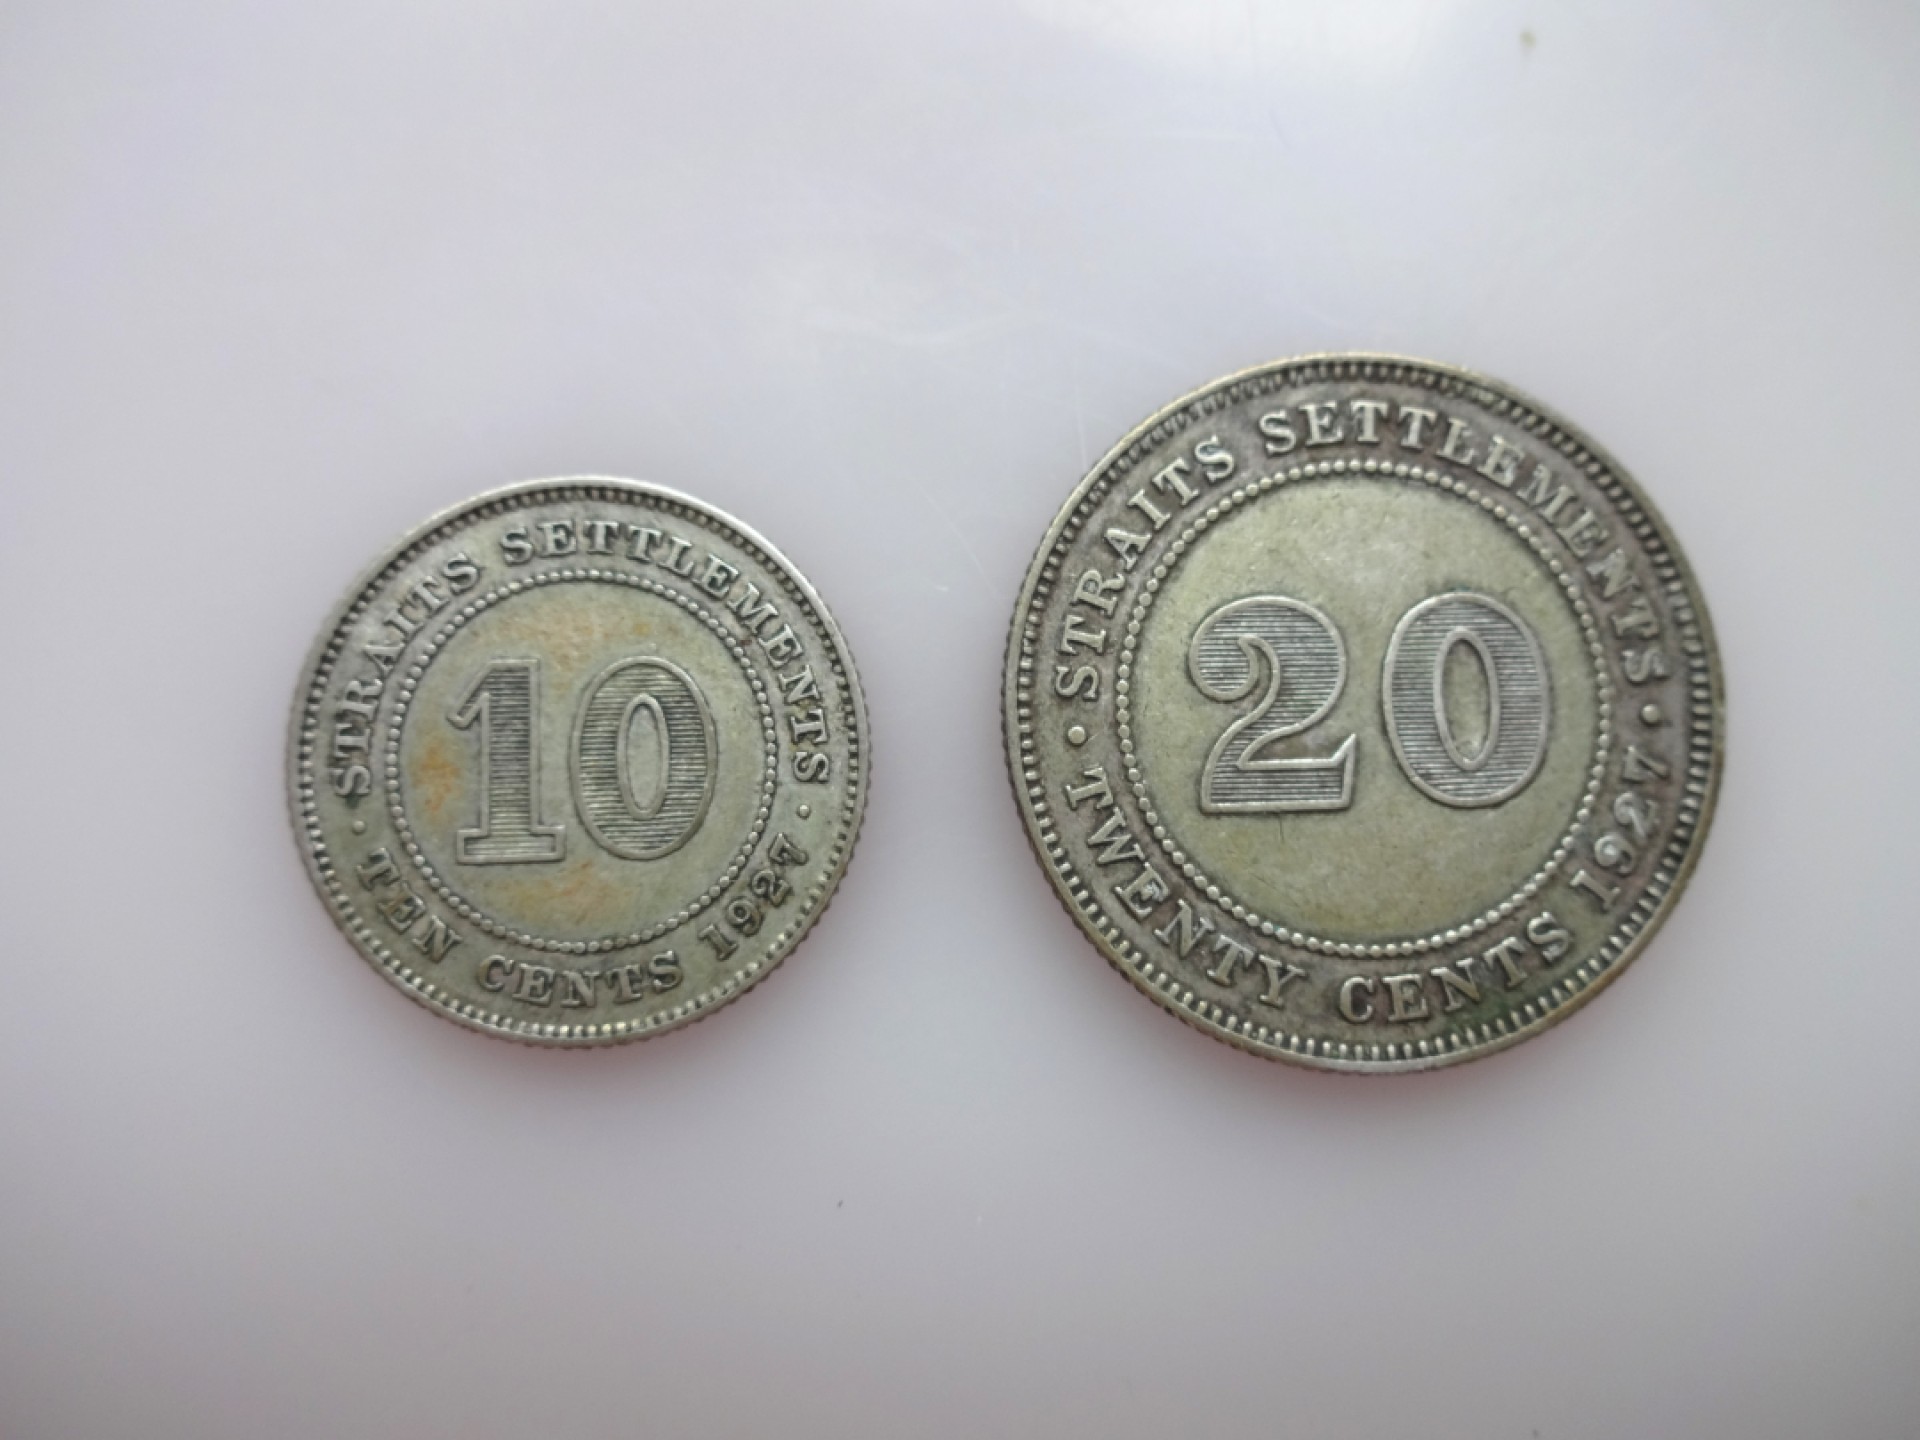 STRAITS SETTLEMENTS
10
TEN CENTS 1927
STRAITS SETTLEMENTS
20
TWENTY CENTS 1927